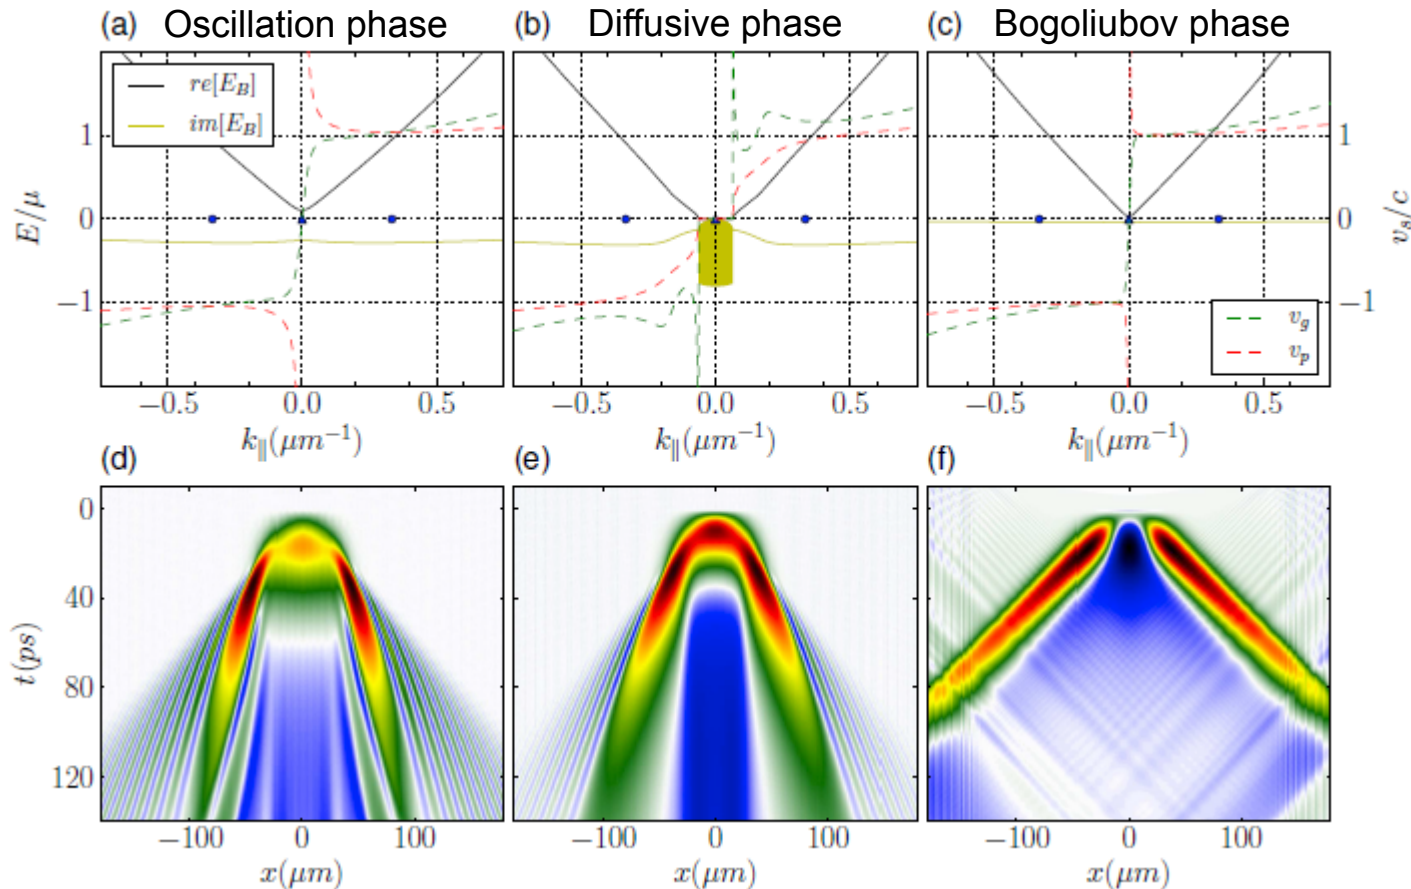 (a) Oscillation phase
(b) Diffusive phase
(c) Bogoliubov phase
re[E_B]
im[E_B]
E/μ
1
0
−1
−0.5 0.0 0.5
k_∥(μm⁻¹)
−0.5 0.0 0.5
k_∥(μm⁻¹)
−0.5 0.0 0.5
k_∥(μm⁻¹)
1
0
−1
v_s/c
v_g
v_p
(d)
(e)
(f)
t(ps)
0
40
80
120
−100 0 100
x(μm)
−100 0 100
x(μm)
−100 0 100
x(μm)